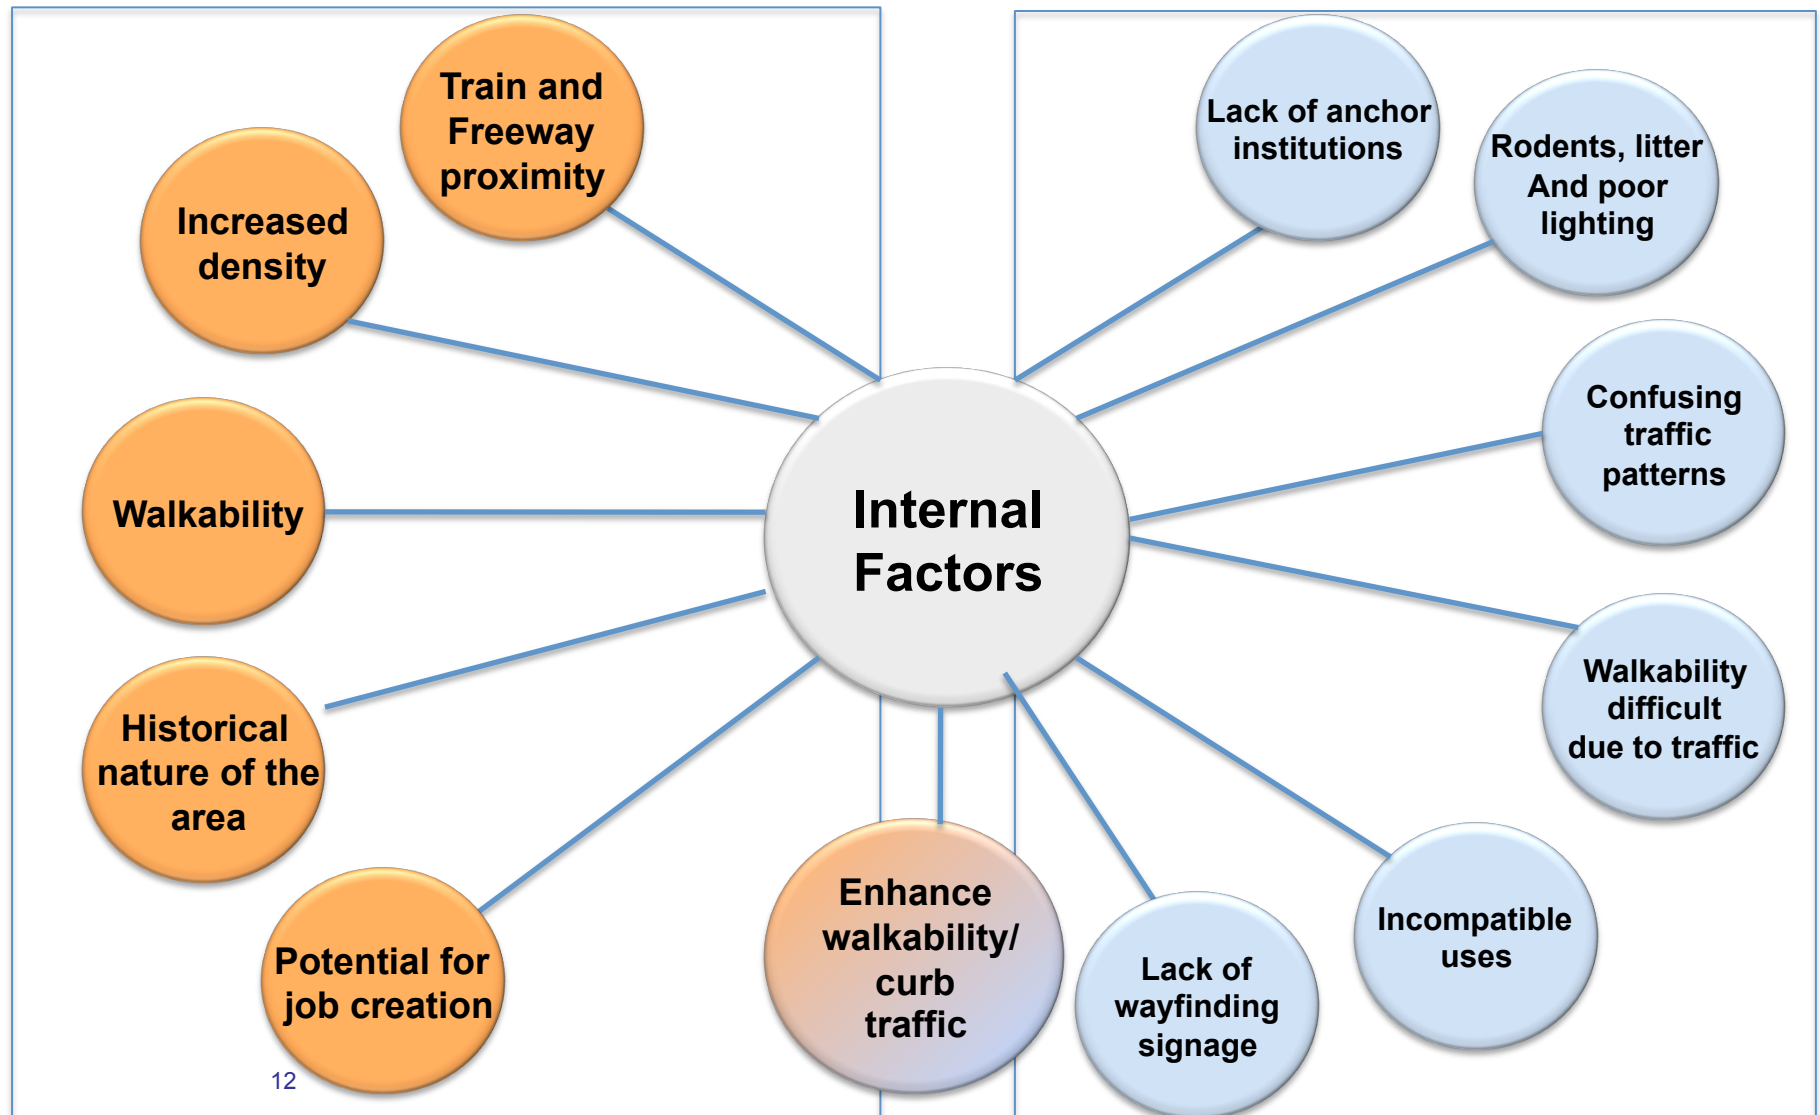 Train and
Freeway
proximity
Increased
density
Walkability
Historical
nature of the
area
Potential for
job creation
Internal
Factors
Enhance
walkability/
curb
traffic
Lack of anchor
institutions
Rodents, litter
And poor
lighting
Confusing
traffic
patterns
Walkability
difficult
due to traffic
Incompatible
uses
Lack of
wayfinding
signage
12